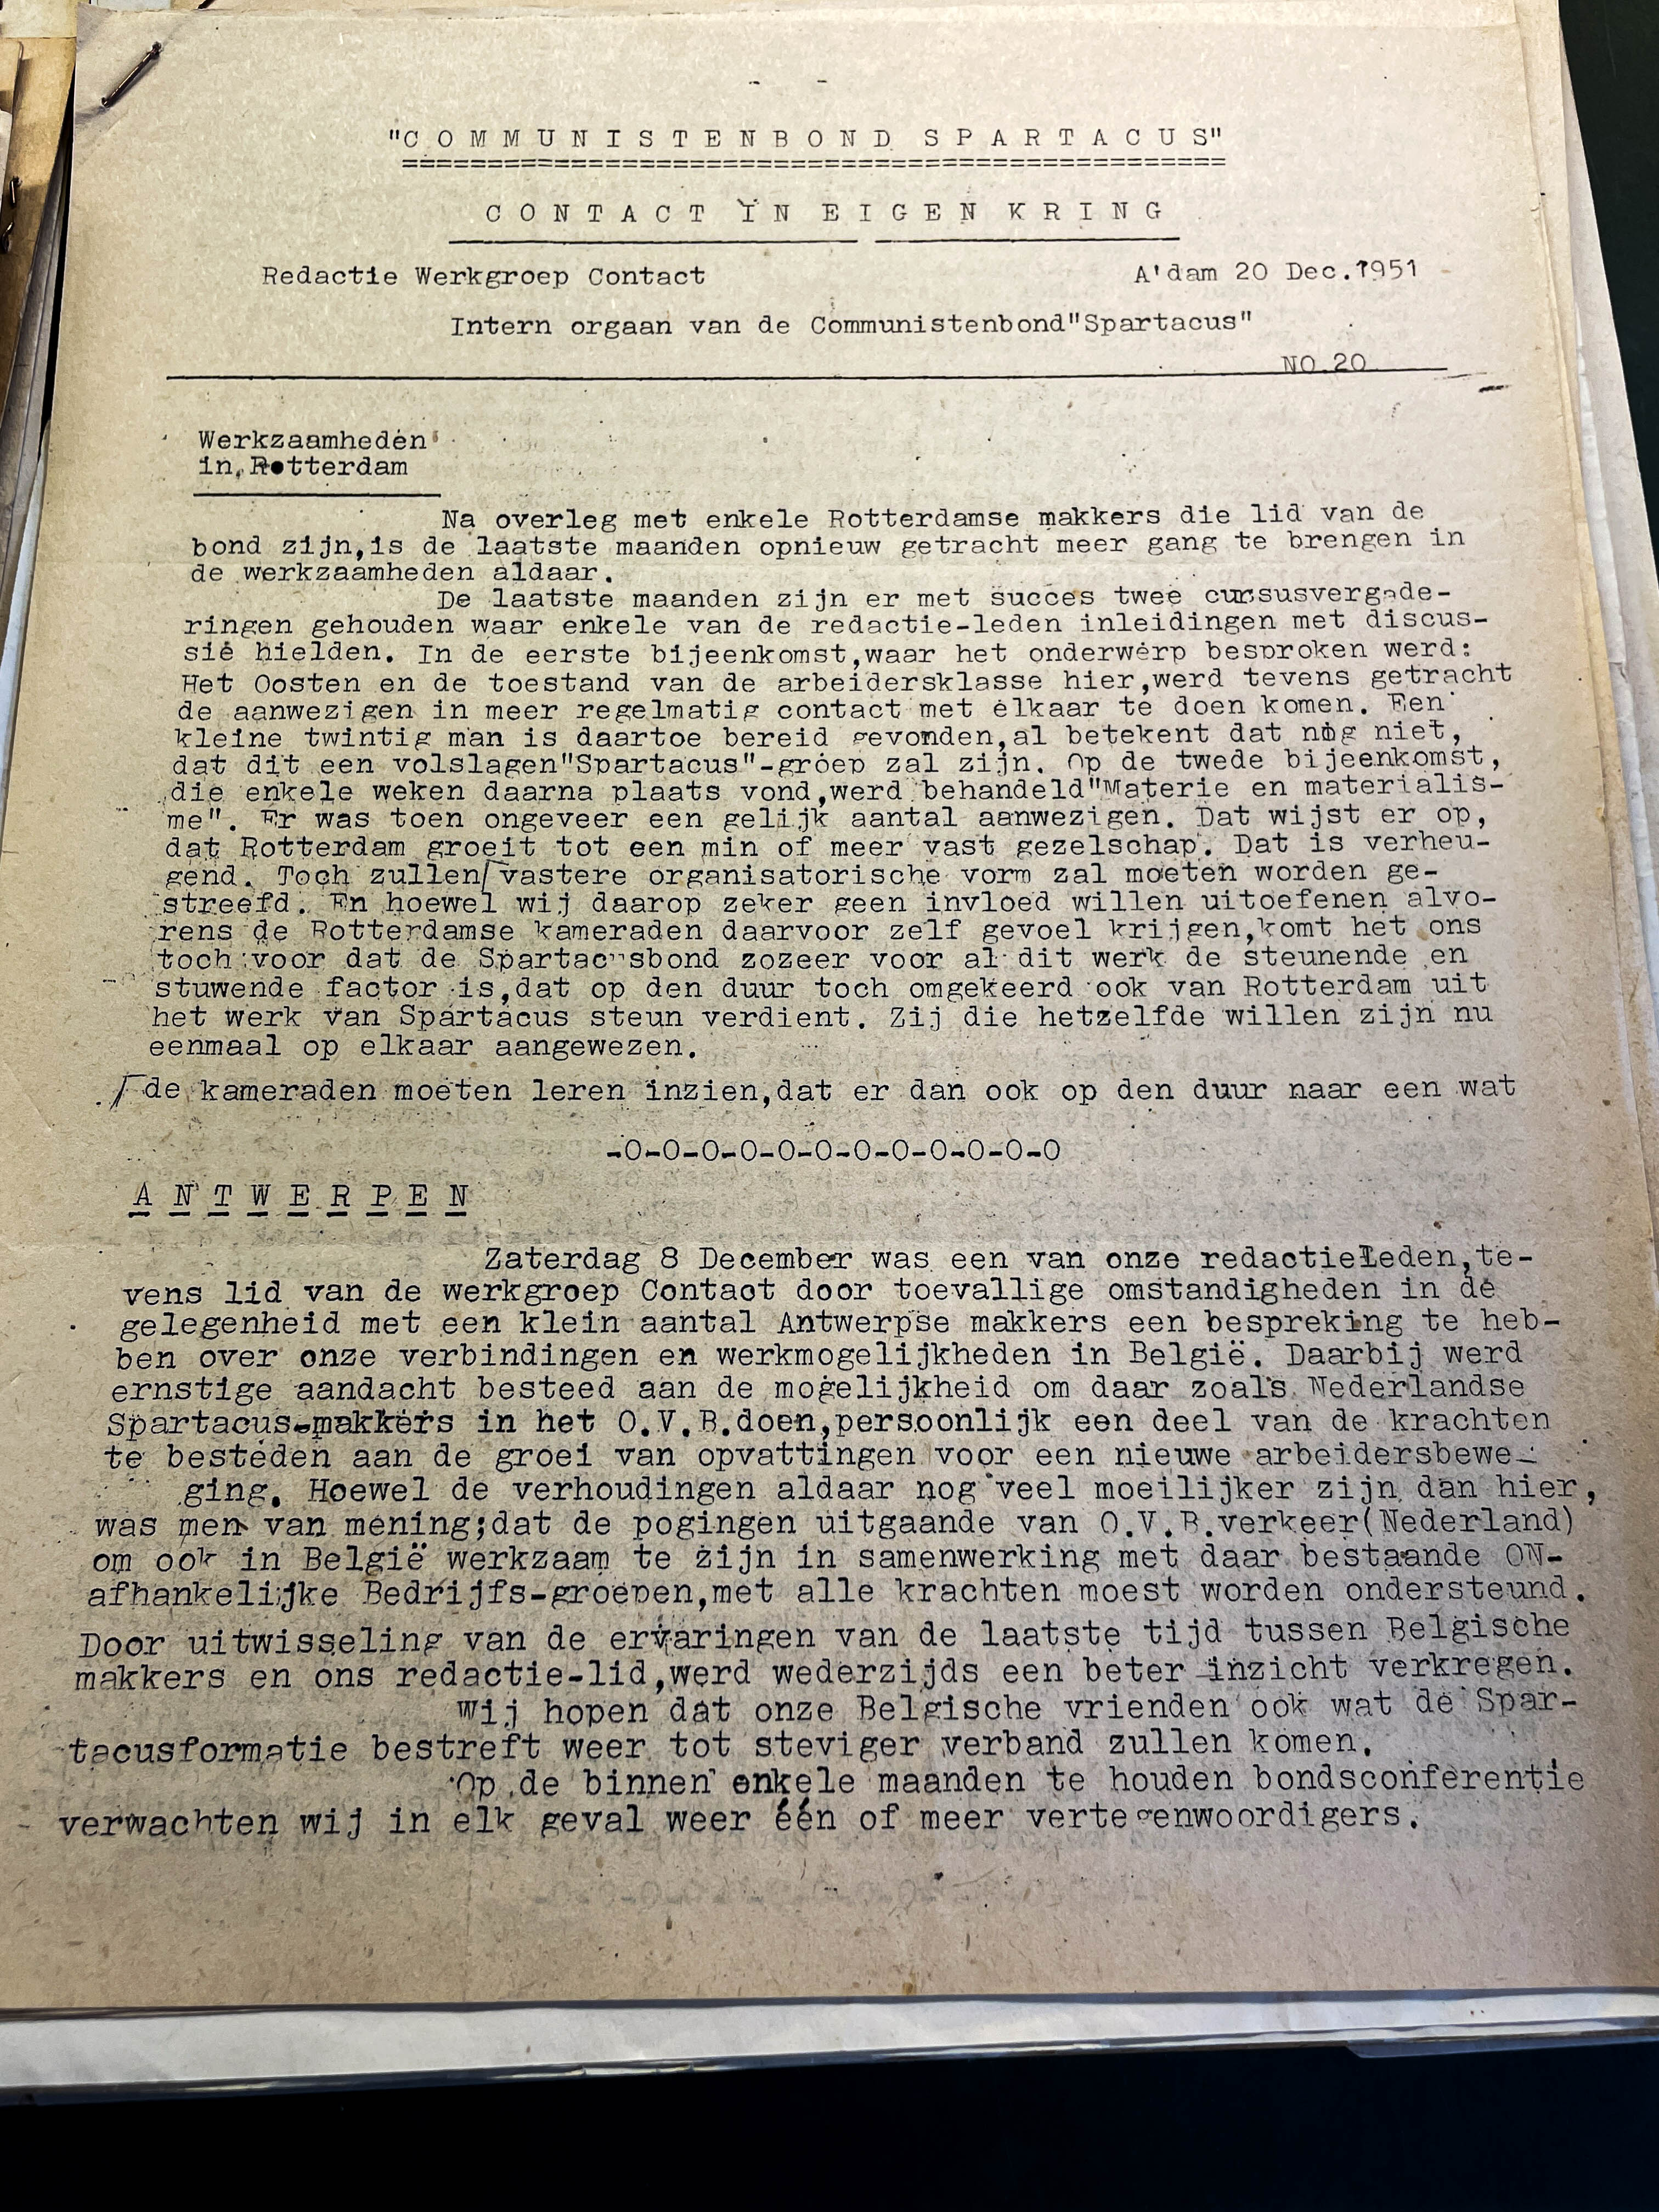 "C O M M U N I S T E N B O N D  S P A R T A C U S"
=================================================
C O N T A C T  I N  E I G E N  K R I N G
Redactie Werkgroep Contact    A'dam 20 Dec.1951
Intern orgaan van de Communistenbond"Spartacus"
NO.20
Werkzaamheden
in Rotterdam
Na overleg met enkele Rotterdamse makkers die lid van de
bond zijn,is de laatste maanden opnieuw getracht meer gang te brengen in
de werkzaamheden aldaar.
De laatste maanden zijn er met succes twee cursusvergade-
ringen gehouden waar enkele van de redactie-leden inleidingen met discus-
sie hielden. In de eerste bijeenkomst,waar het onderwerp besproken werd:
Het Oosten en de toestand van de arbeidersklasse hier,werd tevens getracht
de aanwezigen in meer regelmatig contact met elkaar te doen komen. Een
kleine twintig man is daartoe bereid gevonden,al betekent dat nog niet,
dat dit een volslagen"Spartacus"-groep zal zijn. Op de twede bijeenkomst,
die enkele weken daarna plaats vond,werd behandeld"Materie en materialis-
me". Er was toen ongeveer een gelijk aantal aanwezigen. Dat wijst er op,
dat Rotterdam groeit tot een min of meer vast gezelschap. Dat is verheu-
gend. Toch zullen⌈vastere organisatorische vorm zal moeten worden ge-
streefd. En hoewel wij daarop zeker geen invloed willen uitoefenen alvo-
rens de Rotterdamse kameraden daarvoor zelf gevoel krijgen,komt het ons
toch voor dat de Spartacusbond zozeer voor al dit werk de steunende en
stuwende factor is,dat op den duur toch omgekeerd ook van Rotterdam uit
het werk van Spartacus steun verdient. Zij die hetzelfde willen zijn nu
eenmaal op elkaar aangewezen.
⌈de kameraden moeten leren inzien,dat er dan ook op den duur naar een wat
-O-O-O-O-O-O-O-O-O-O-O-O
A N T W E R P E N
Zaterdag 8 December was een van onze redactieleden,te-
vens lid van de werkgroep Contact door toevallige omstandigheden in de
gelegenheid met een klein aantal Antwerpse makkers een bespreking te heb-
ben over onze verbindingen en werkmogelijkheden in België. Daarbij werd
ernstige aandacht besteed aan de mogelijkheid om daar zoals Nederlandse
Spartacus-makkers in het O.V.B.doen,persoonlijk een deel van de krachten
te besteden aan de groei van opvattingen voor een nieuwe arbeidersbewe-
ging. Hoewel de verhoudingen aldaar nog veel moeilijker zijn dan hier,
was men van mening;dat de pogingen uitgaande van O.V.B.verkeer(Nederland)
om ook in België werkzaam te zijn in samenwerking met daar bestaande ON-
afhankelijke Bedrijfs-groepen,met alle krachten moest worden ondersteund.
Door uitwisseling van de ervaringen van de laatste tijd tussen Belgische
makkers en ons redactie-lid,werd wederzijds een beter inzicht verkregen.
Wij hopen dat onze Belgische vrienden ook wat de Spar-
tacusformatie bestreft weer tot steviger verband zullen komen.
Op de binnen enkele maanden te houden bondsconferentie
verwachten wij in elk geval weer één of meer vertegenwoordigers.